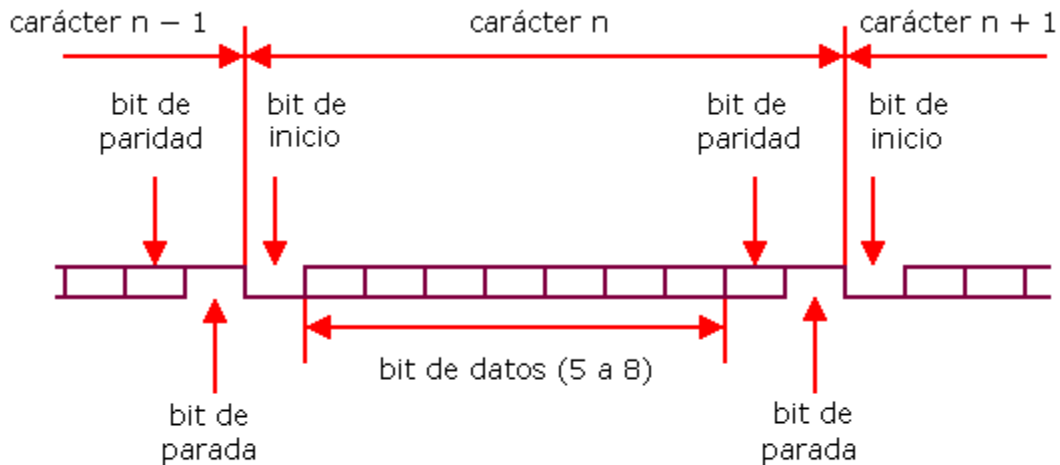 carácter n − 1
carácter n
carácter n + 1
bit de
paridad
bit de
inicio
bit de
paridad
bit de
inicio
bit de datos (5 a 8)
bit de
parada
bit de
parada